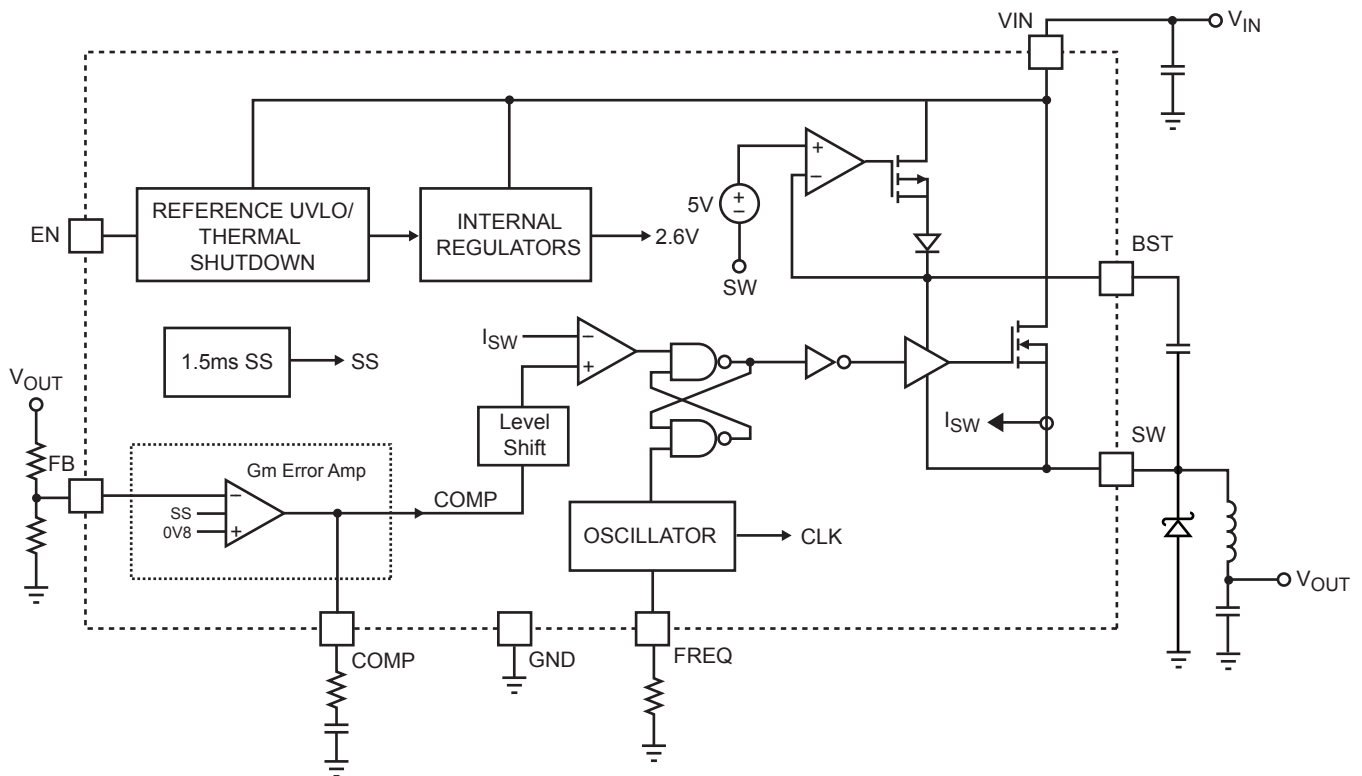 VIN
V_IN
REFERENCE UVLO/
THERMAL
SHUTDOWN
INTERNAL
REGULATORS
2.6V
EN
5V
+
−
SW
+
−
BST
1.5ms SS
SS
I_SW
−
+
Level
Shift
I_SW
SW
V_OUT
FB
Gm Error Amp
−
SS
0V8
+
COMP
OSCILLATOR
CLK
V_OUT
COMP
GND
FREQ